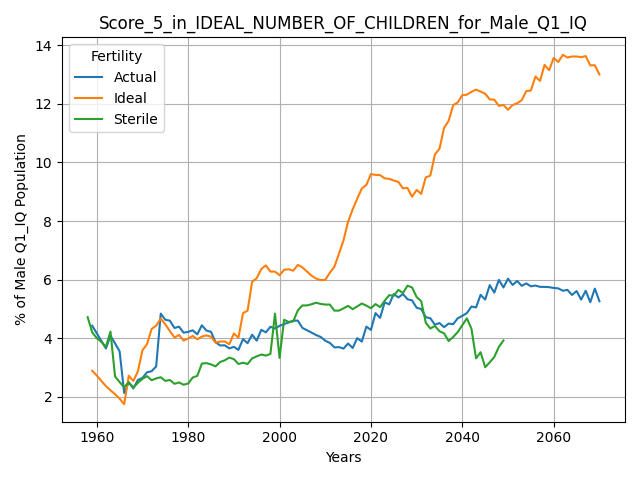 Score_5_in_IDEAL_NUMBER_OF_CHILDREN_for_Male_Q1_IQ
% of Male Q1_IQ Population
14
12
10
8
6
4
2
Fertility
Actual
Ideal
Sterile
1960 1980 2000 2020 2040 2060
Years